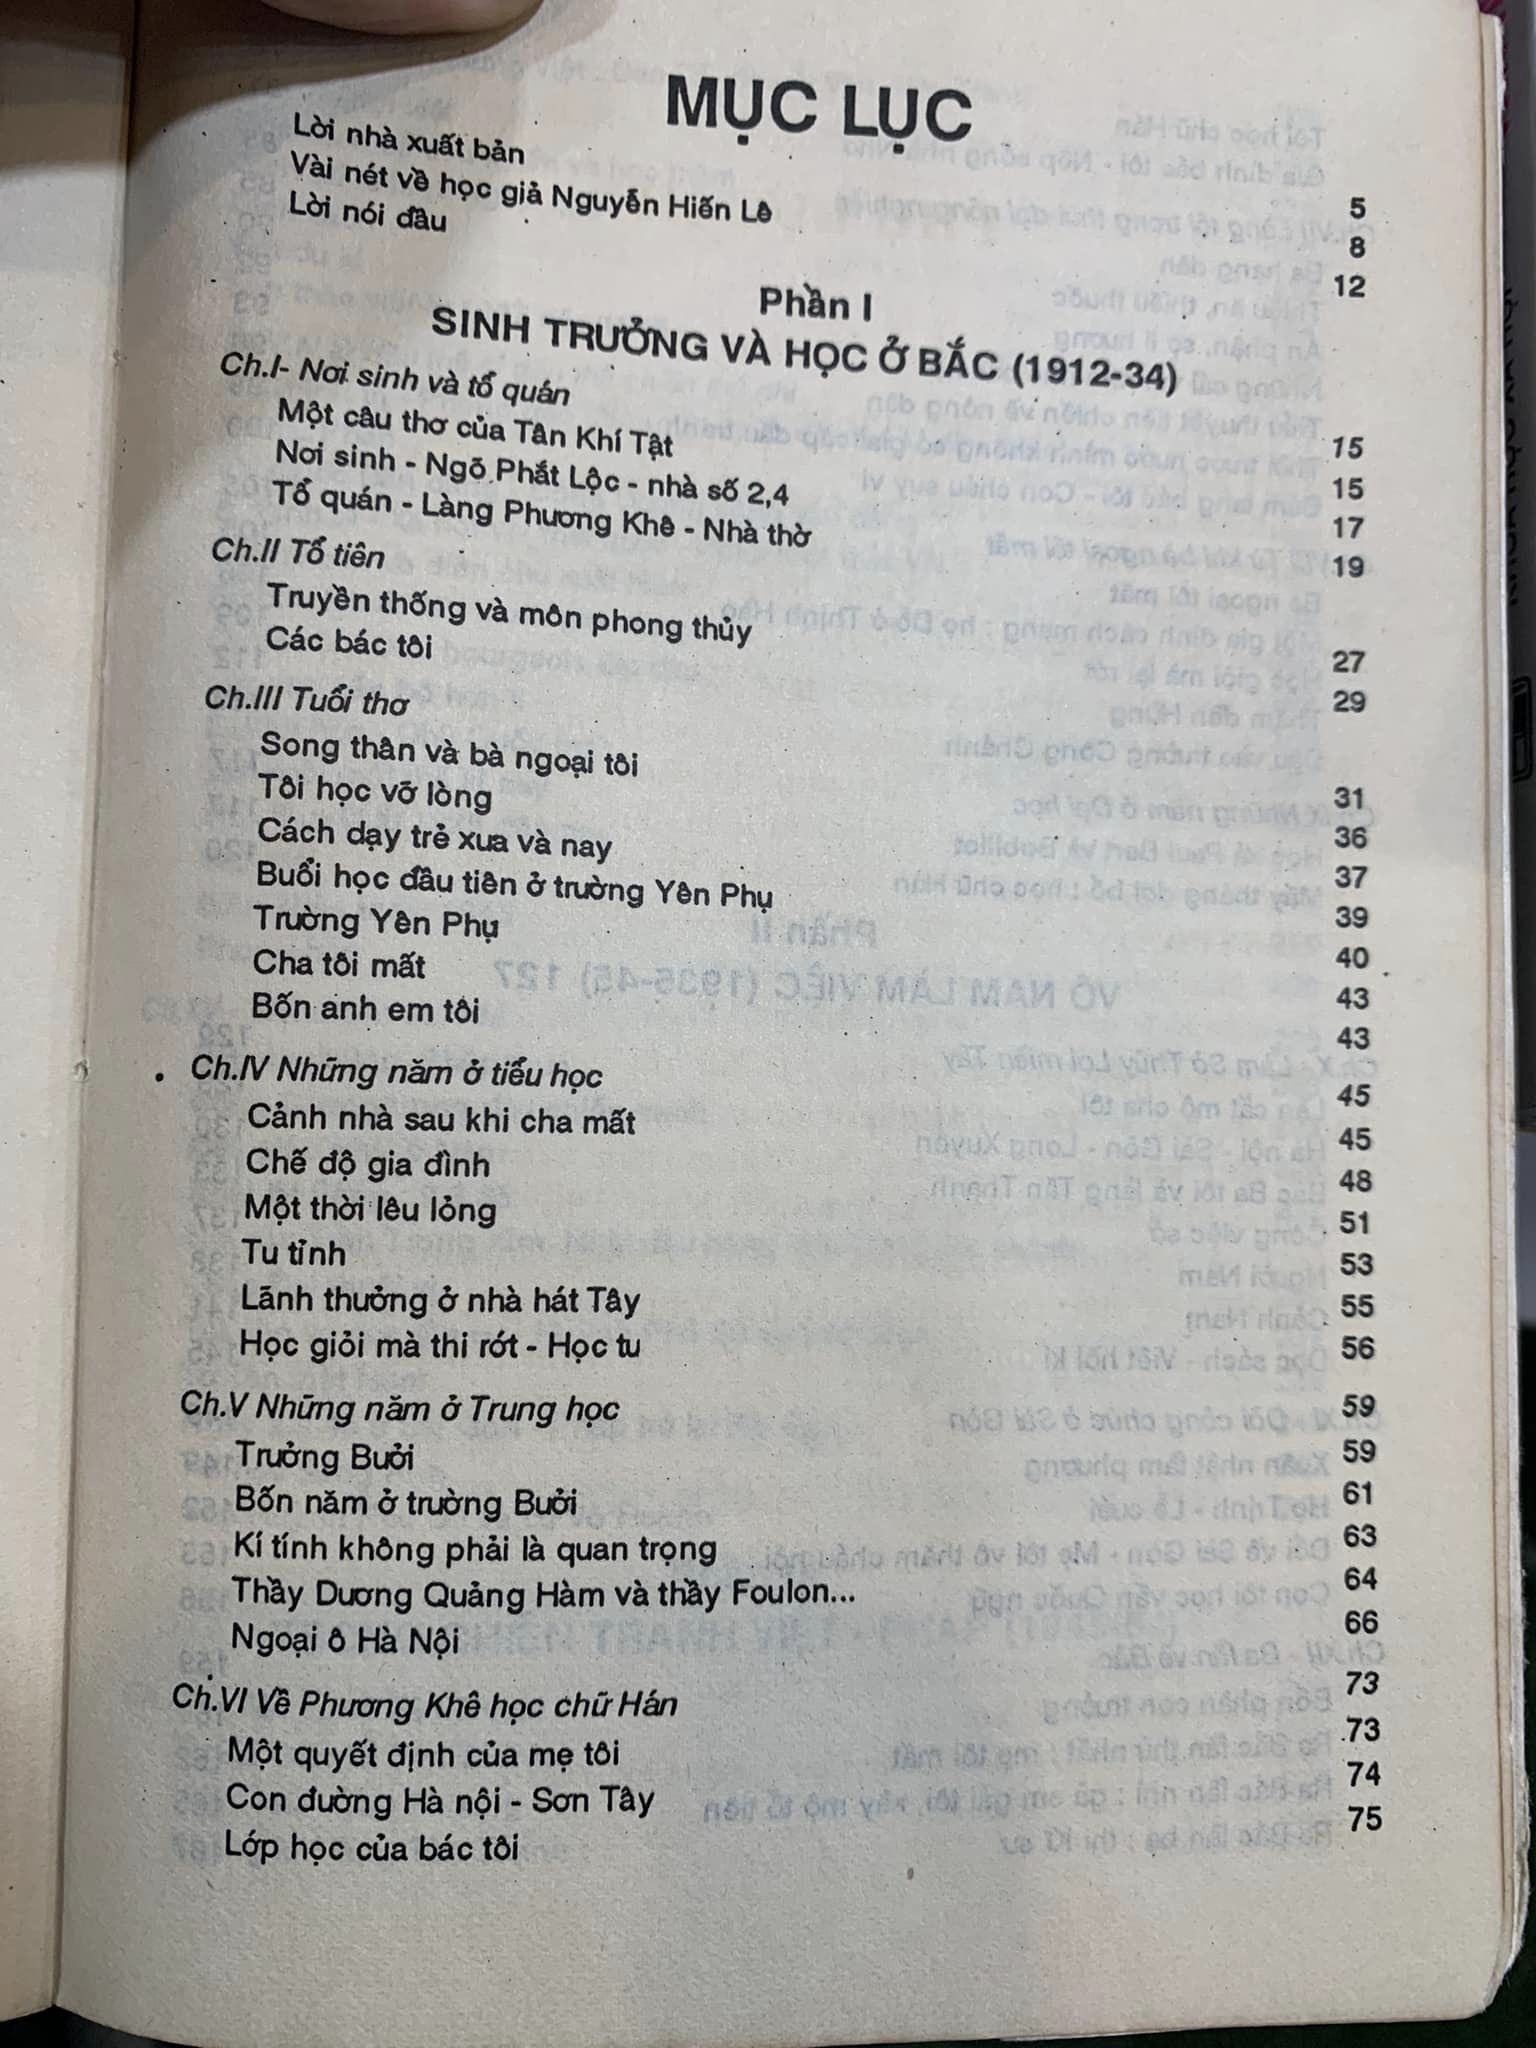 MỤC LỤC
Lời nhà xuất bản 5
Vài nét về học giả Nguyễn Hiến Lê 8
Lời nói đầu 12
Phần I
SINH TRƯỞNG VÀ HỌC Ở BẮC (1912-34)
Ch.I- Nơi sinh và tổ quán 15
Một câu thơ của Tân Khí Tật 15
Nơi sinh - Ngõ Phất Lộc - nhà số 2,4 17
Tổ quán - Làng Phương Khê - Nhà thờ 19
Ch.II Tổ tiên
Truyền thống và môn phong thủy 27
Các bác tôi 29
Ch.III Tuổi thơ
Song thân và bà ngoại tôi 31
Tôi học vỡ lòng 36
Cách dạy trẻ xưa và nay 37
Buổi học đầu tiên ở trường Yên Phụ 39
Trường Yên Phụ 40
Cha tôi mất 43
Bốn anh em tôi 43
Ch.IV Những năm ở tiểu học 45
Cảnh nhà sau khi cha mất 45
Chế độ gia đình 48
Một thời lêu lỏng 51
Tu tỉnh 53
Lãnh thưởng ở nhà hát Tây 55
Học giỏi mà thi rớt - Học tu 56
Ch.V Những năm ở Trung học 59
Trưởng Bưởi 59
Bốn năm ở trường Bưởi 61
Kí tính không phải là quan trọng 63
Thầy Dương Quảng Hàm và thầy Foulon... 64
Ngoại ô Hà Nội 66
Ch.VI Về Phương Khê học chữ Hán 73
Một quyết định của mẹ tôi 73
Con đường Hà nội - Sơn Tây 74
Lớp học của bác tôi 75